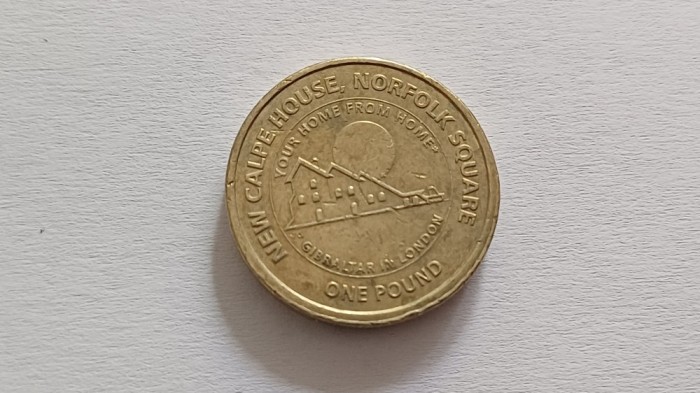 NEW CALPE HOUSE, NORFOLK SQUARE
YOUR HOME FROM HOME
GIBRALTAR IN LONDON
ONE POUND